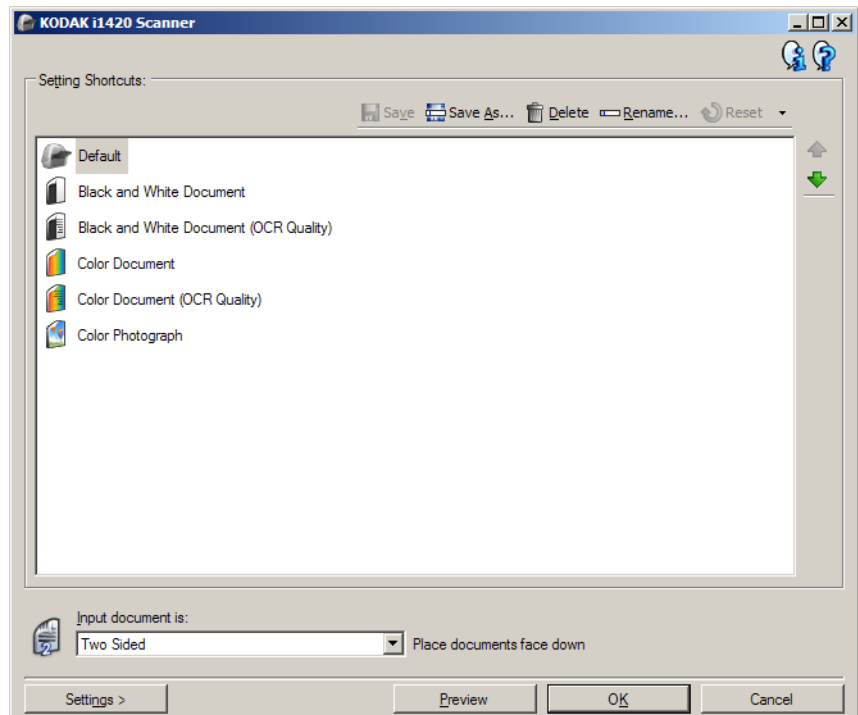 KODAK i1420 Scanner
Setting Shortcuts:
Save Save As... Delete Rename... Reset
Default
Black and White Document
Black and White Document (OCR Quality)
Color Document
Color Document (OCR Quality)
Color Photograph
Input document is:
Two Sided Place documents face down
Settings > Preview OK Cancel